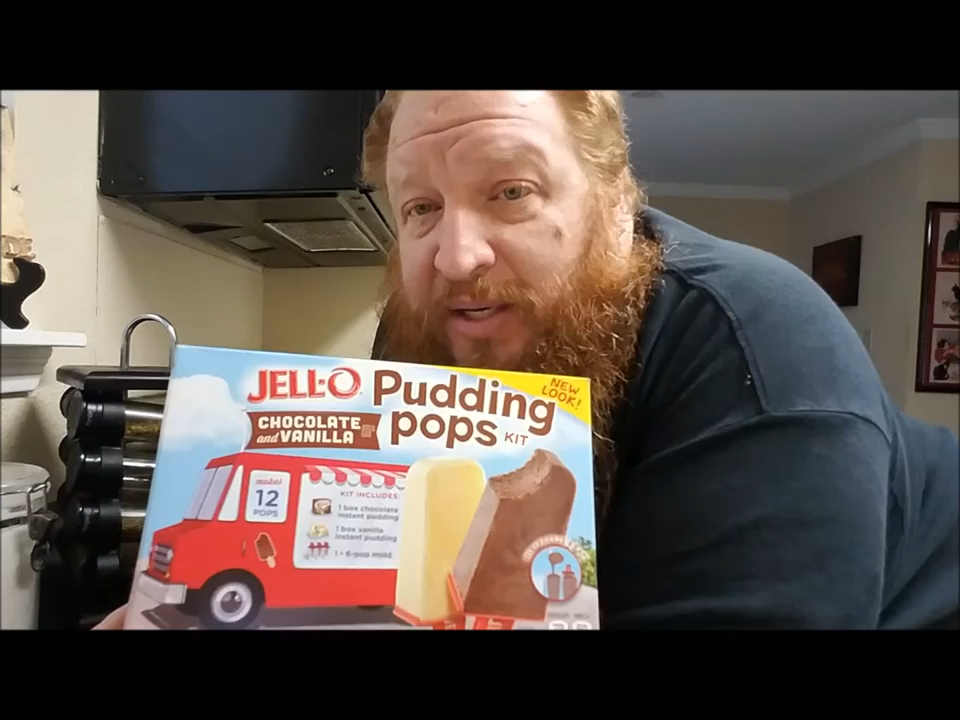 JELL-O
Pudding
pops KIT
NEW
LOOK!
CHOCOLATE
and VANILLA
makes
12
POPS
KIT INCLUDES:
1 box chocolate
instant pudding
1 box vanilla
instant pudding
1 - 6-pop mold